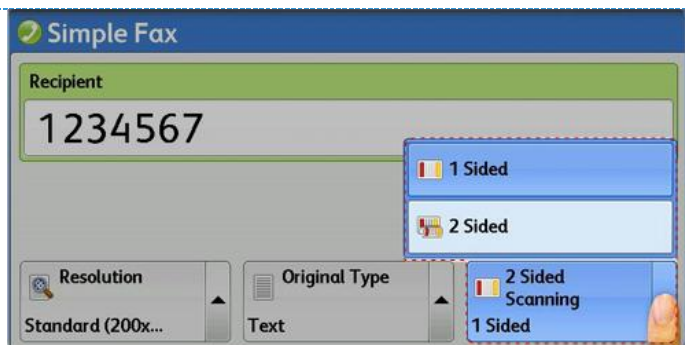 Simple Fax
Recipient
1234567
1 Sided
2 Sided
Resolution
Standard (200x...
Original Type
Text
2 Sided
Scanning
1 Sided